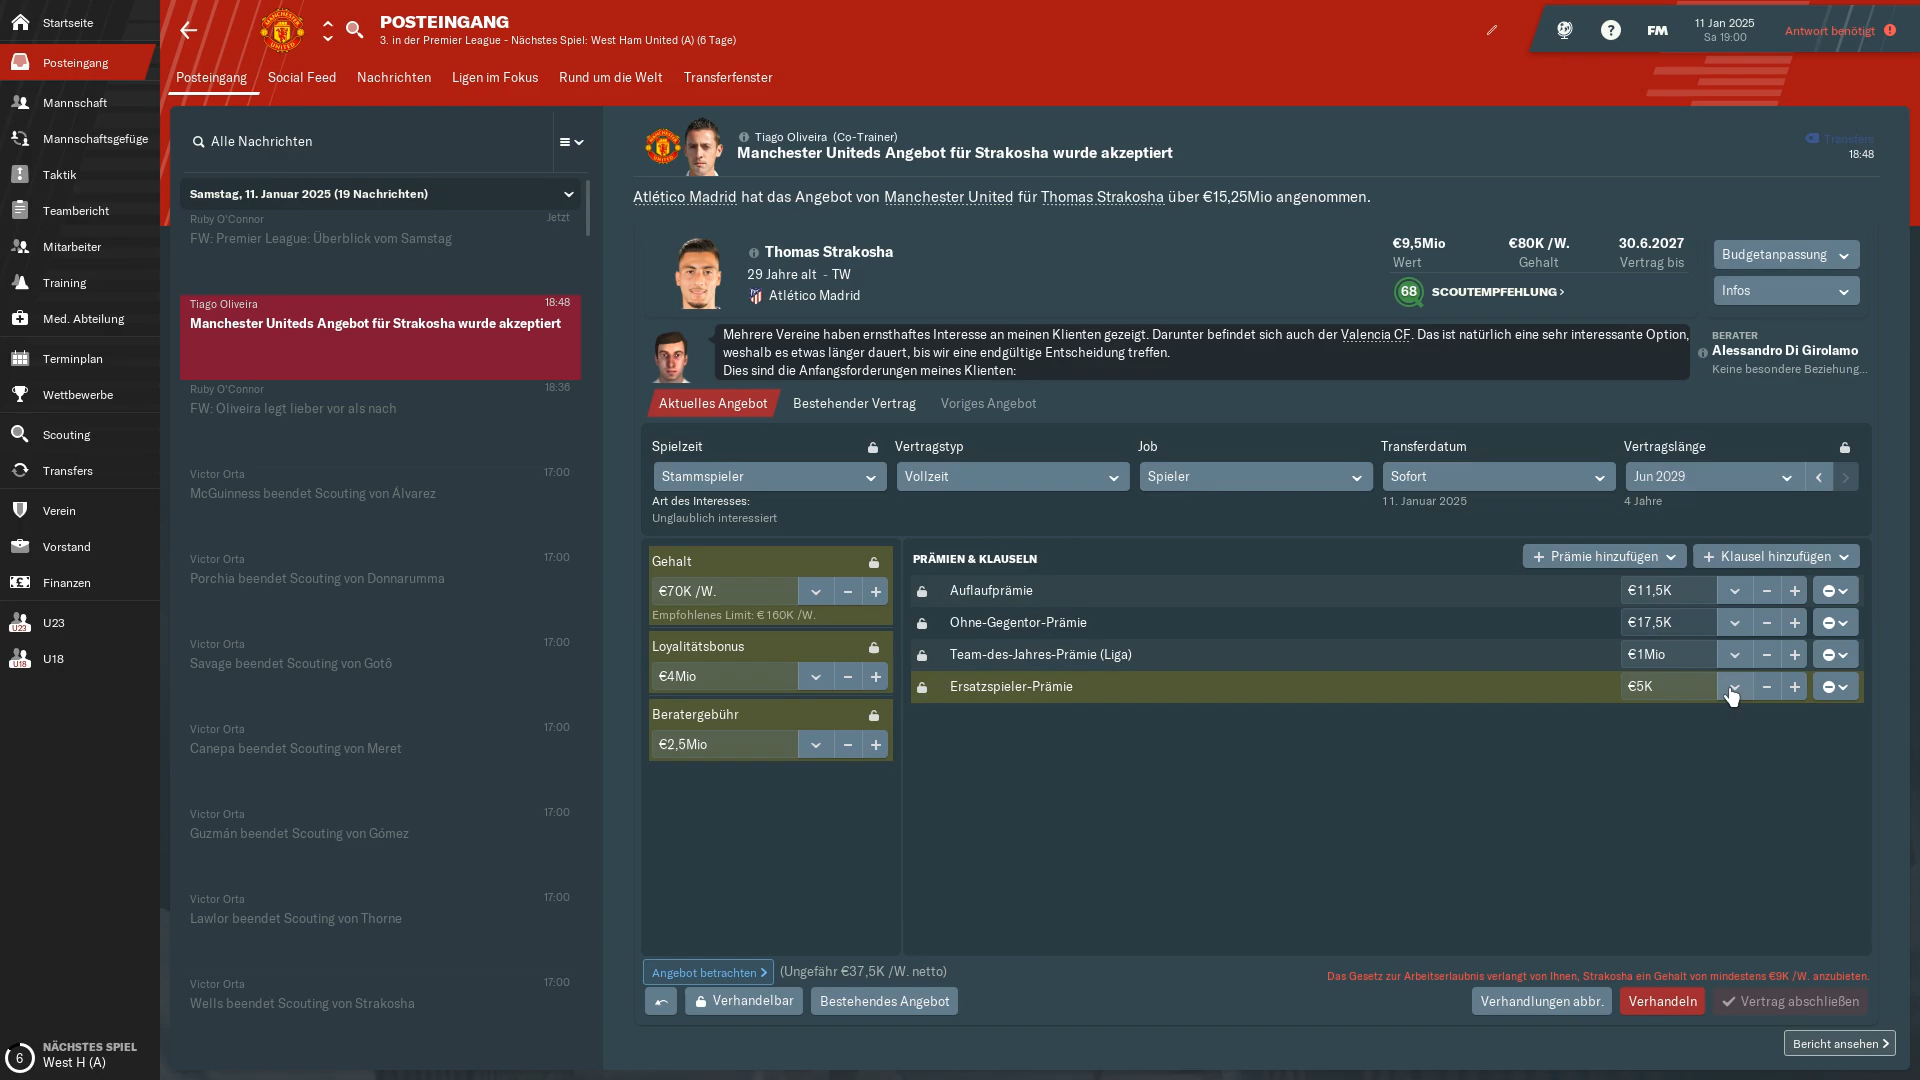 Startseite
Posteingang
Mannschaft
Mannschaftsgefüge
Taktik
Teambericht
Mitarbeiter
Training
Med. Abteilung
Terminplan
Wettbewerbe
Scouting
Transfers
Verein
Vorstand
Finanzen
U23
U23
U18
U18
6
NÄCHSTES SPIEL
West H (A)
POSTEINGANG
3. in der Premier League - Nächstes Spiel: West Ham United (A) (6 Tage)
FM
11 Jan 2025
Sa 19:00
Antwort benötigt
Posteingang
Social Feed
Nachrichten
Ligen im Fokus
Rund um die Welt
Transferfenster
Alle Nachrichten
Samstag, 11. Januar 2025 (19 Nachrichten)
Ruby O'Connor
Jetzt
FW: Premier League: Überblick vom Samstag
Tiago Oliveira
18:48
Manchester Uniteds Angebot für Strakosha wurde akzeptiert
Ruby O'Connor
18:36
FW: Oliveira legt lieber vor als nach
Victor Orta
17:00
McGuinness beendet Scouting von Álvarez
Victor Orta
17:00
Porchia beendet Scouting von Donnarumma
Victor Orta
17:00
Savage beendet Scouting von Gotō
Victor Orta
17:00
Canepa beendet Scouting von Meret
Victor Orta
17:00
Guzmán beendet Scouting von Gómez
Victor Orta
17:00
Lawlor beendet Scouting von Thorne
Victor Orta
17:00
Wells beendet Scouting von Strakosha
Tiago Oliveira (Co-Trainer)
Manchester Uniteds Angebot für Strakosha wurde akzeptiert
Transfers
18:48
Atlético Madrid hat das Angebot von Manchester United für Thomas Strakosha über €15,25Mio angenommen.
Thomas Strakosha
29 Jahre alt - TW
Atlético Madrid
€9,5Mio
Wert
€80K /W.
Gehalt
30.6.2027
Vertrag bis
68
SCOUTEMPFEHLUNG
Budgetanpassung
Infos
Mehrere Vereine haben ernsthaftes Interesse an meinen Klienten gezeigt. Darunter befindet sich auch der Valencia CF. Das ist natürlich eine sehr interessante Option,
weshalb es etwas länger dauert, bis wir eine endgültige Entscheidung treffen.
Dies sind die Anfangsforderungen meines Klienten:
BERATER
Alessandro Di Girolamo
Keine besondere Beziehung...
Aktuelles Angebot
Bestehender Vertrag
Voriges Angebot
Spielzeit
Vertragstyp
Job
Transferdatum
Vertragslänge
Stammspieler
Vollzeit
Spieler
Sofort
Jun 2029
Art des Interesses:
Unglaublich interessiert
11. Januar 2025
4 Jahre
Gehalt
€70K /W.
Empfohlenes Limit: €160K /W.
Loyalitätsbonus
€4Mio
Beratergebühr
€2,5Mio
PRÄMIEN & KLAUSELN
Prämie hinzufügen
Klausel hinzufügen
Auflaufprämie
€11,5K
Ohne-Gegentor-Prämie
€17,5K
Team-des-Jahres-Prämie (Liga)
€1Mio
Ersatzspieler-Prämie
€5K
Angebot betrachten
(Ungefähr €37,5K /W. netto)
Das Gesetz zur Arbeitserlaubnis verlangt von Ihnen, Strakosha ein Gehalt von mindestens €9K /W. anzubieten.
Verhandelbar
Bestehendes Angebot
Verhandlungen abbr.
Verhandeln
Vertrag abschließen
Bericht ansehen